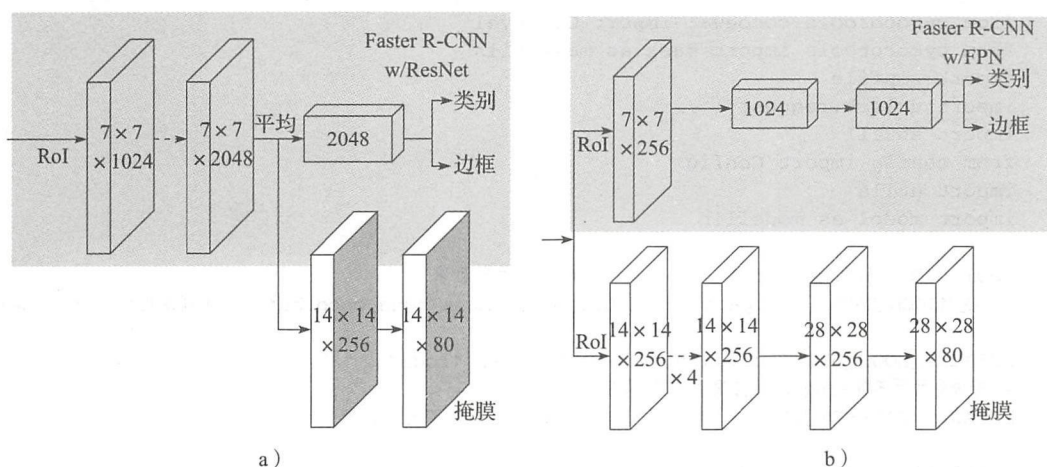 Faster R-CNN
w/ResNet
RoI
7 × 7
× 1024
7 × 7
× 2048
平均
2048
类别
边框
14 × 14
× 256
14 × 14
× 80
掩膜
a）
Faster R-CNN
w/FPN
RoI
7 × 7
× 256
1024
1024
类别
边框
RoI
14 × 14
× 256
× 4
14 × 14
× 256
28 × 28
× 256
28 × 28
× 80
掩膜
b）